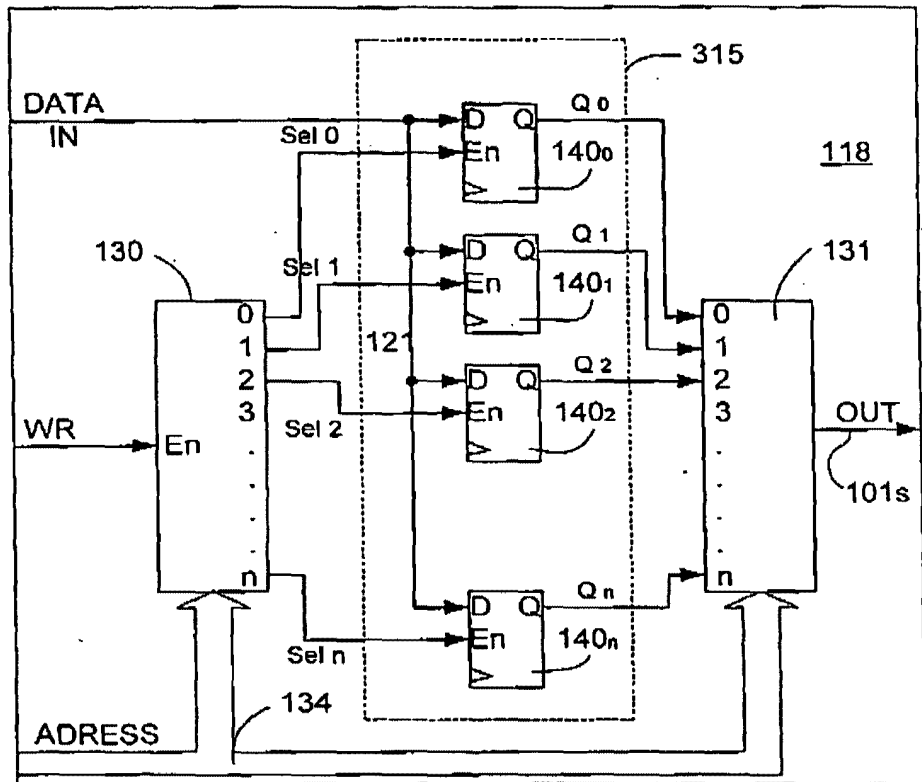 315
DATA
IN
Sel 0
D Q
En
Q 0
140₀
118
130
Sel 1
D Q
En
Q 1
140₁
131
0
1
2
3
.
.
.
.
n
En
WR
121
Sel 2
D Q
En
Q 2
140₂
0
1
2
3
.
.
.
.
n
OUT
101s
Sel n
D Q
En
Q n
140n
134
ADRESS